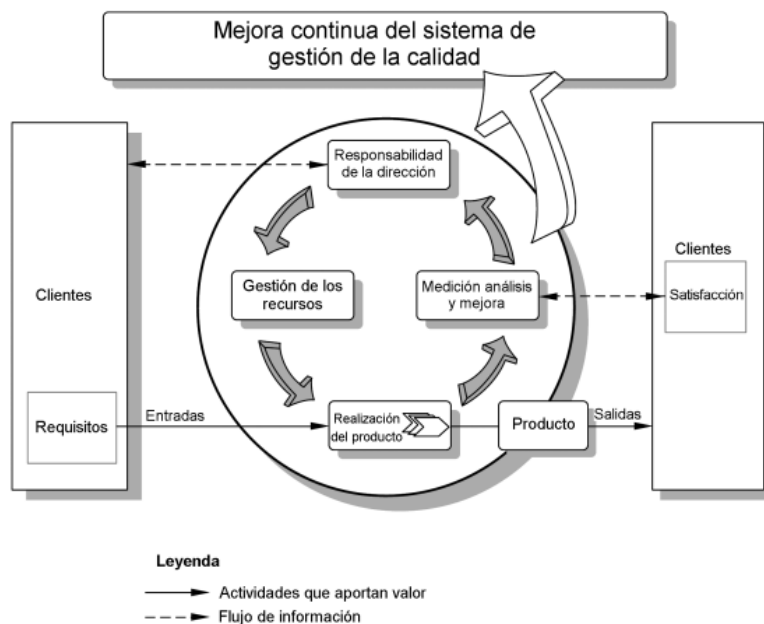 Mejora continua del sistema de
gestión de la calidad
Responsabilidad
de la dirección
Clientes
Gestión de los
recursos
Medición análisis
y mejora
Clientes
Satisfacción
Requisitos
Entradas
Realización
del producto
Producto
Salidas
Leyenda
Actividades que aportan valor
Flujo de información